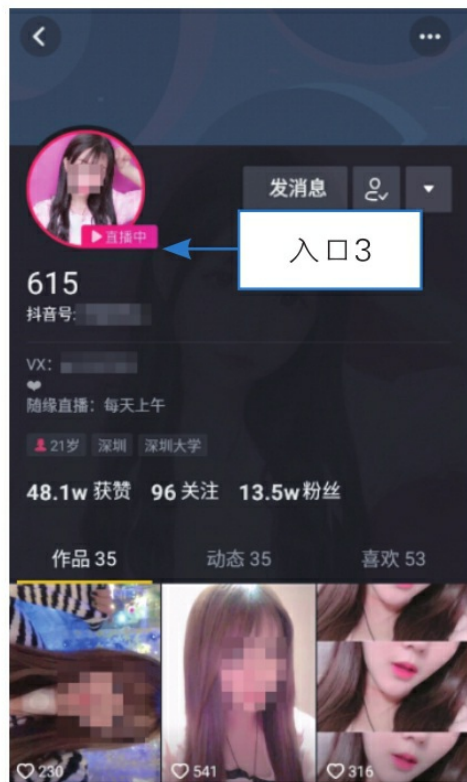 发消息
直播中
入口3
615
抖音号:
VX:
随缘直播：每天上午
21岁 深圳 深圳大学
48.1w 获赞 96 关注 13.5w 粉丝
作品 35 动态 35 喜欢 53
230 541 316